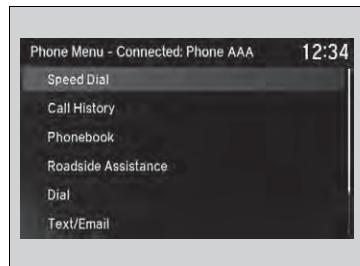 Phone Menu - Connected: Phone AAA 12:34
Speed Dial
Call History
Phonebook
Roadside Assistance
Dial
Text/Email